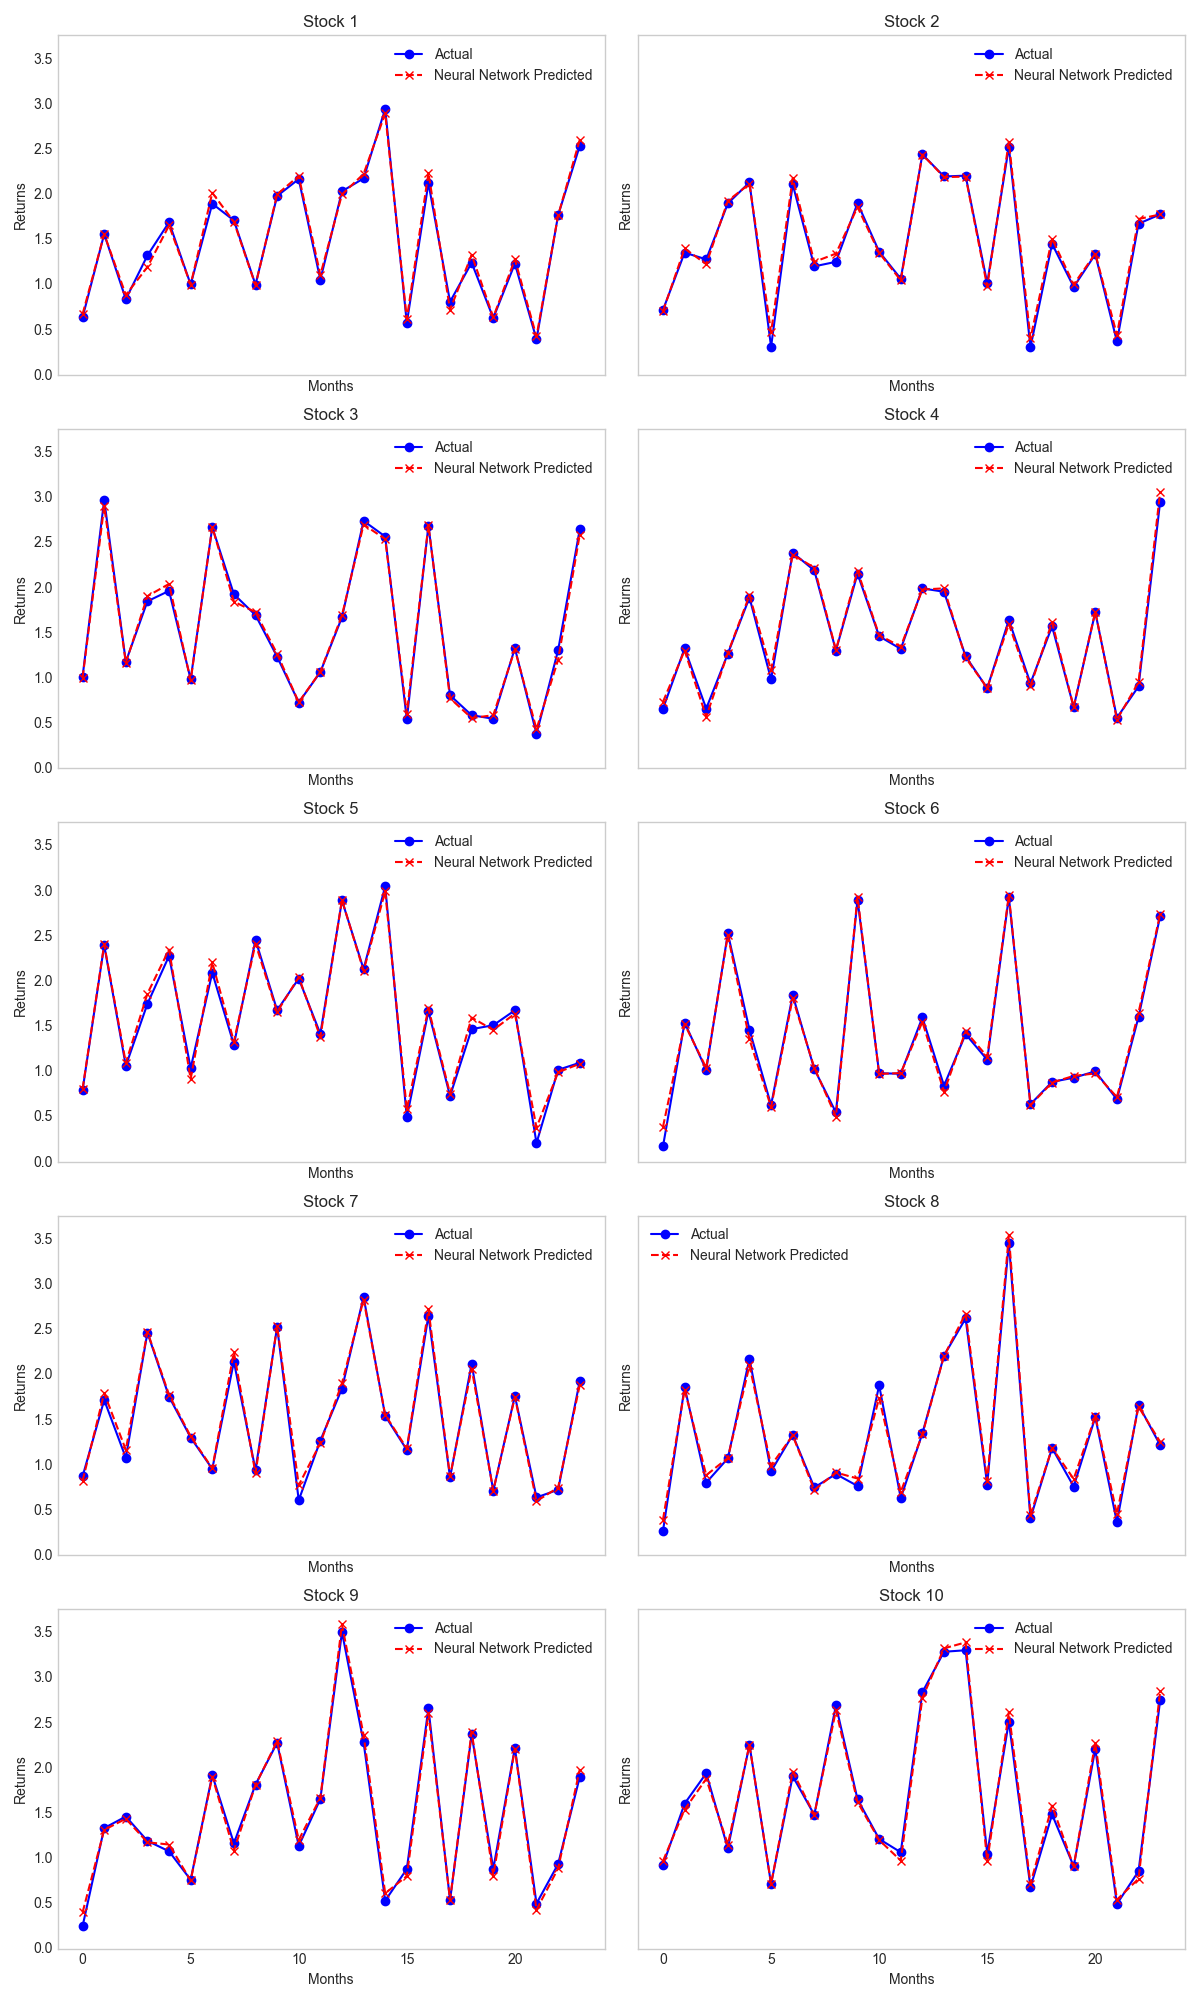 Stock 1
3.5
3.0
2.5
2.0
1.5
1.0
0.5
0.0
Returns
Actual
Neural Network Predicted
Months
Stock 2
Returns
Actual
Neural Network Predicted
Months
Stock 3
3.5
3.0
2.5
2.0
1.5
1.0
0.5
0.0
Returns
Actual
Neural Network Predicted
Months
Stock 4
Returns
Actual
Neural Network Predicted
Months
Stock 5
3.5
3.0
2.5
2.0
1.5
1.0
0.5
0.0
Returns
Actual
Neural Network Predicted
Months
Stock 6
Returns
Actual
Neural Network Predicted
Months
Stock 7
3.5
3.0
2.5
2.0
1.5
1.0
0.5
0.0
Returns
Actual
Neural Network Predicted
Months
Stock 8
Returns
Actual
Neural Network Predicted
Months
Stock 9
3.5
3.0
2.5
2.0
1.5
1.0
0.5
0.0
Returns
Actual
Neural Network Predicted
0 5 10 15 20
Months
Stock 10
Returns
Actual
Neural Network Predicted
0 5 10 15 20
Months